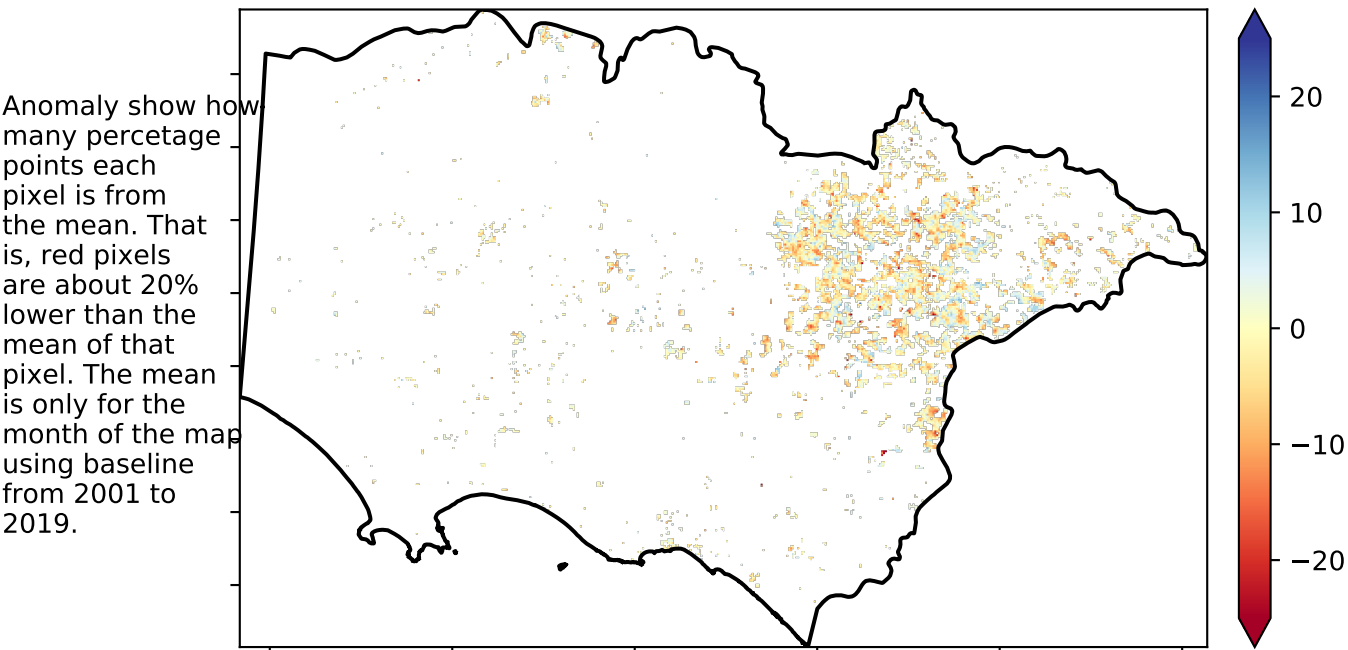 Anomaly show how
many percetage
points each
pixel is from
the mean. That
is, red pixels
are about 20%
lower than the
mean of that
pixel. The mean
is only for the
month of the map
using baseline
from 2001 to
2019.
20
10
0
−10
−20